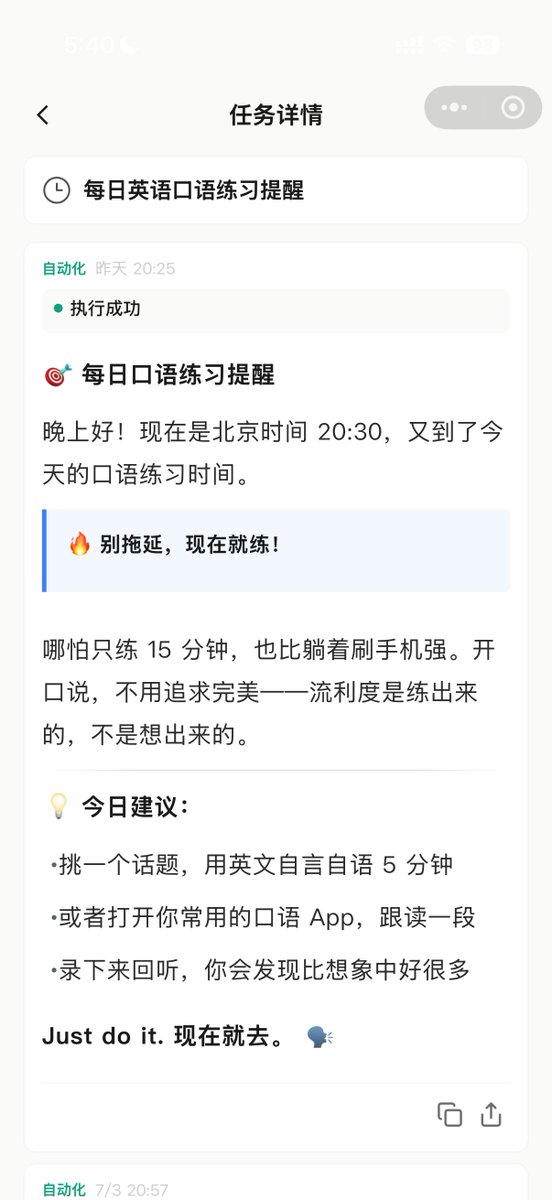 5:40
98
任务详情
每日英语口语练习提醒
自动化 昨天 20:25
执行成功
🎯 每日口语练习提醒
晚上好！现在是北京时间 20:30，又到了今
天的口语练习时间。
🔥 别拖延，现在就练！
哪怕只练 15 分钟，也比躺着刷手机强。开
口说，不用追求完美——流利度是练出来
的，不是想出来的。
💡 今日建议：
•挑一个话题，用英文自言自语 5 分钟
•或者打开你常用的口语 App，跟读一段
•录下来回听，你会发现比想象中好很多
Just do it. 现在就去。 🗣️
自动化 7/3 20:57